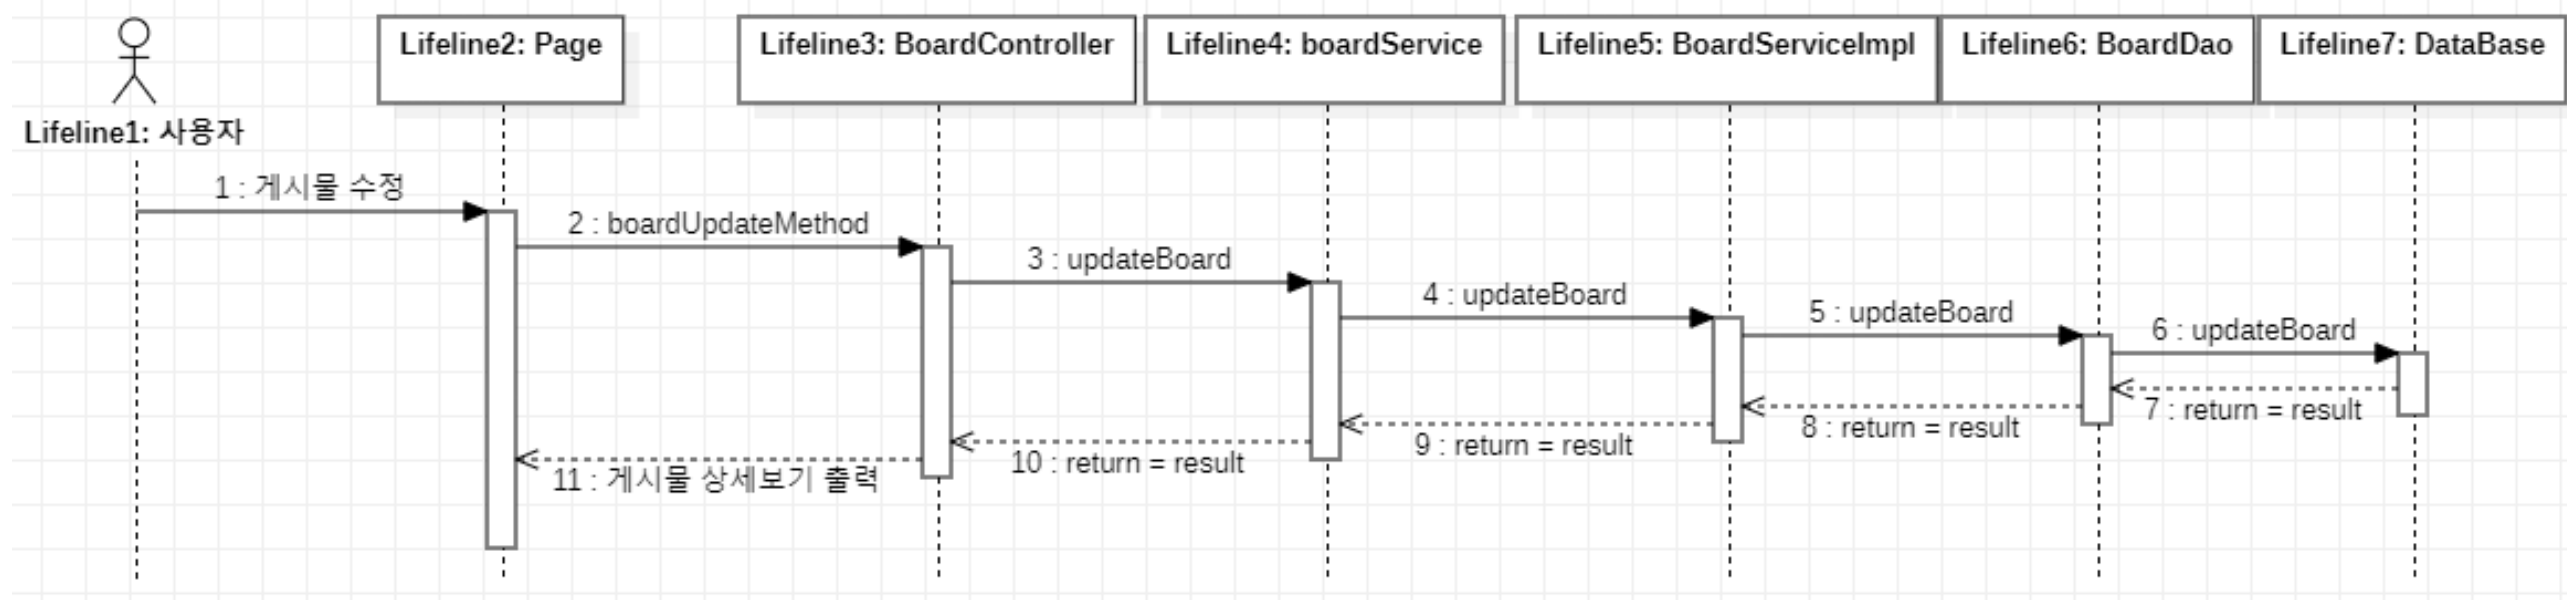 Lifeline2: Page
Lifeline3: BoardController
Lifeline4: boardService
Lifeline5: BoardServiceImpl
Lifeline6: BoardDao
Lifeline7: DataBase
Lifeline1: 사용자
1 : 게시물 수정
2 : boardUpdateMethod
3 : updateBoard
4 : updateBoard
5 : updateBoard
6 : updateBoard
7 : return = result
8 : return = result
9 : return = result
10 : return = result
11 : 게시물 상세보기 출력